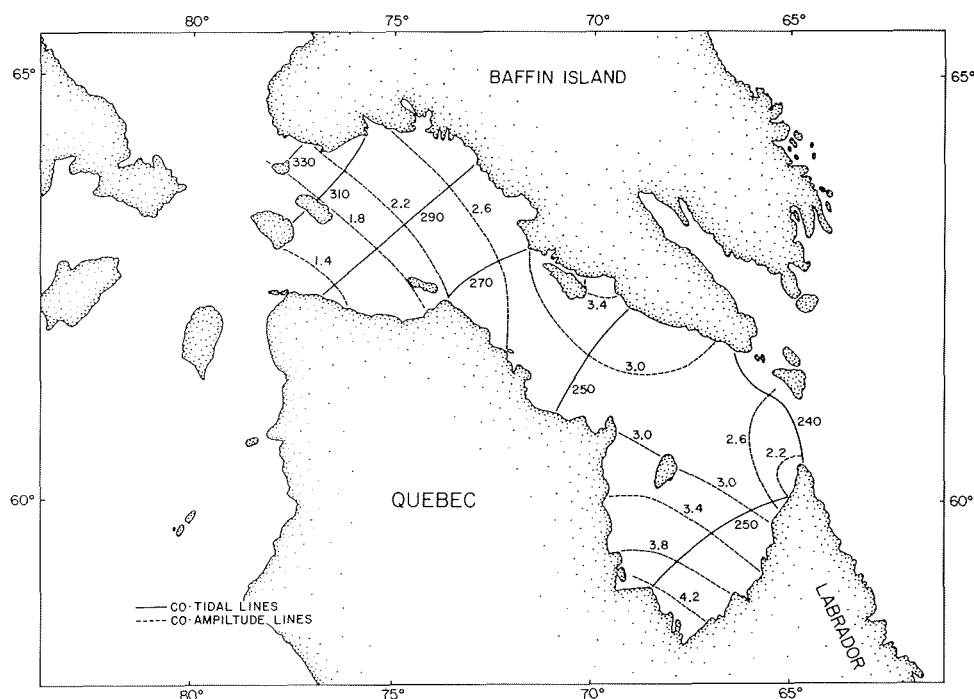 80° 75° 70° 65°
65° 65°
BAFFIN ISLAND
330
310
2.2
2.6
1.8
290
1.4
270
3.4
3.0
250
240
2.6
3.0
2.2
60° QUEBEC 3.0 60°
3.4
250
3.8
4.2
LABRADOR
CO-TIDAL LINES
CO-AMPILTUDE LINES
80° 75° 70° 65°